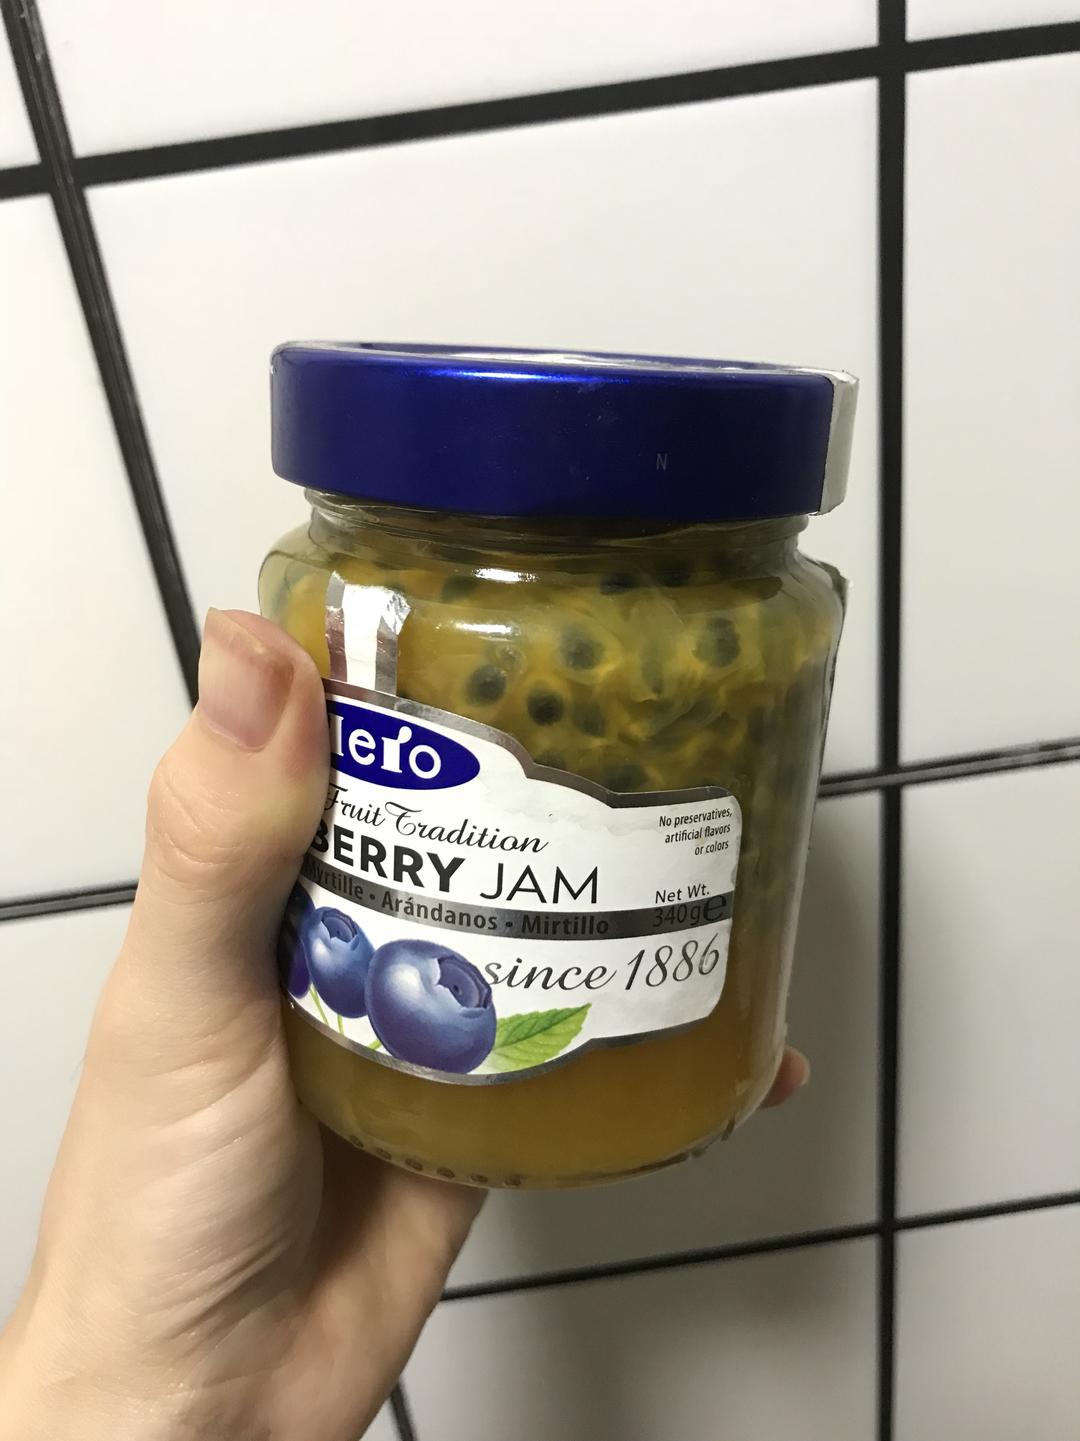 N
Hero
Fruit Tradition
BERRY JAM
Myrtille • Arándanos • Mirtillo
No preservatives,
artificial flavors
or colors
Net Wt.
340g e
since 1886